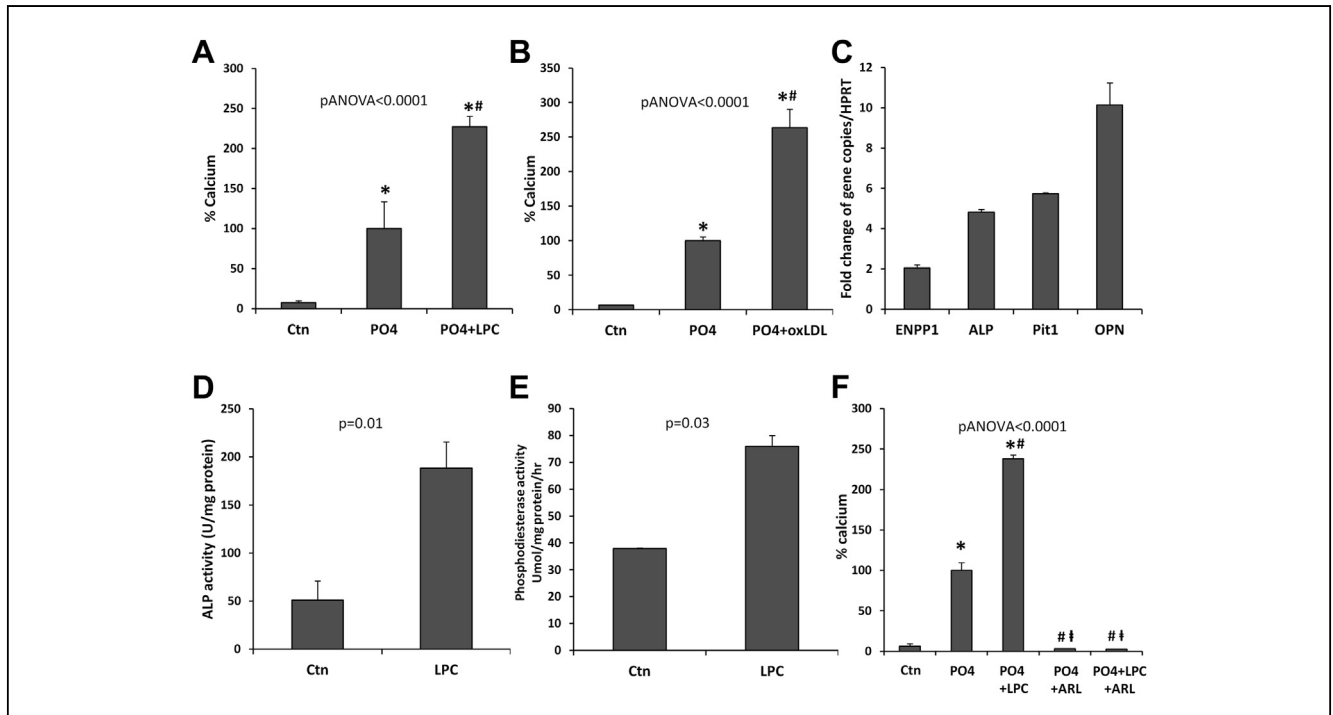 A
300
250
200
150
100
50
0
% Calcium
pANOVA<0.0001
*
*#
Ctn
PO4
PO4+LPC
B
350
300
250
200
150
100
50
0
% Calcium
pANOVA<0.0001
*
*#
Ctn
PO4
PO4+oxLDL
C
12
10
8
6
4
2
0
Fold change of gene copies/HPRT
ENPP1
ALP
Pit1
OPN
D
250
200
150
100
50
0
ALP activity (U/mg protein)
p=0.01
Ctn
LPC
E
90
80
70
60
50
40
30
20
10
0
Phosphodiesterase activity
Umol/mg protein/hr
p=0.03
Ctn
LPC
F
300
250
200
150
100
50
0
% calcium
pANOVA<0.0001
*
*#
#ǂ
#ǂ
Ctn
PO4
PO4
+LPC
PO4
+ARL
PO4+LPC
+ARL